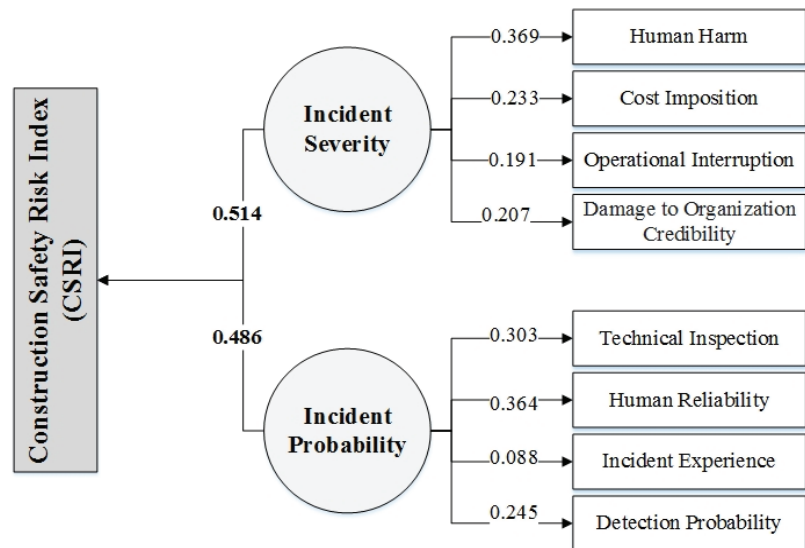 Construction Safety Risk Index
(CSRI)
0.514
0.486
Incident
Severity
0.369
Human Harm
0.233
Cost Imposition
0.191
Operational Interruption
0.207
Damage to Organization
Credibility
Incident
Probability
0.303
Technical Inspection
0.364
Human Reliability
0.088
Incident Experience
0.245
Detection Probability